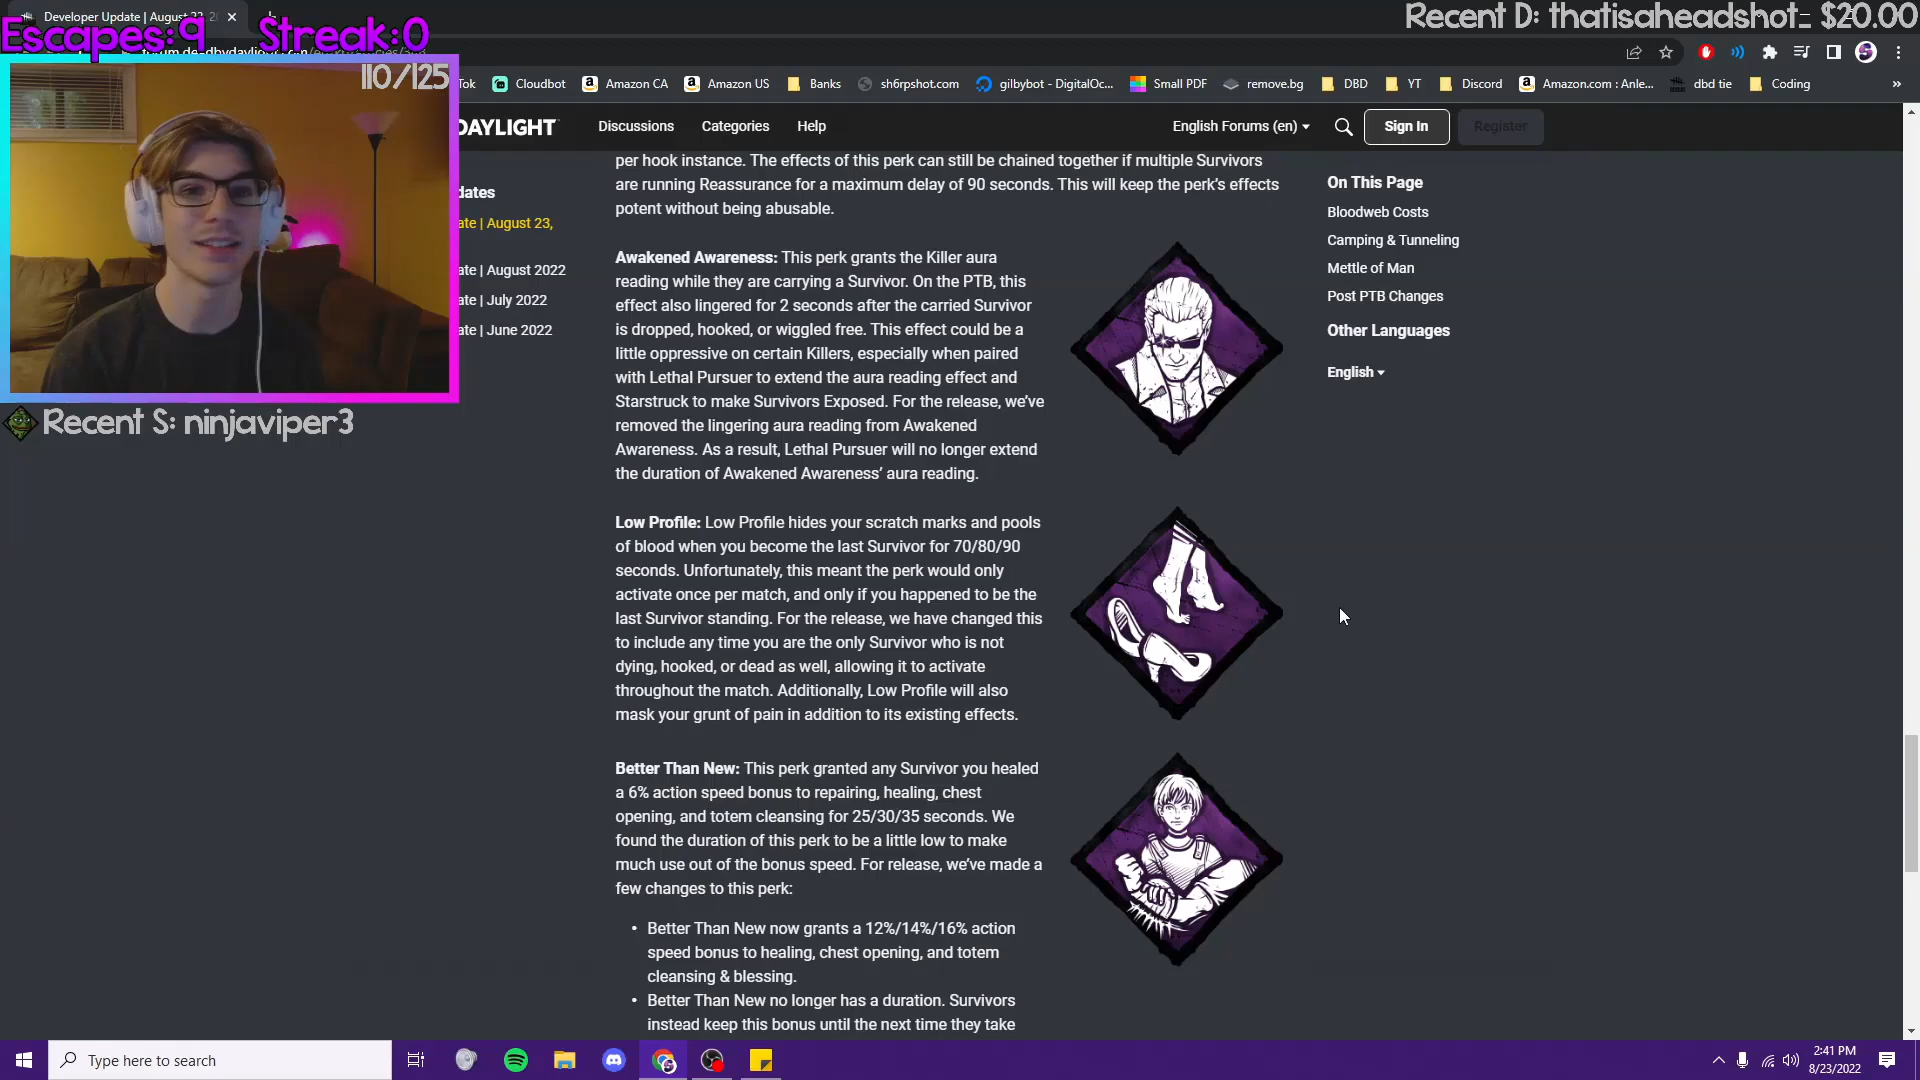 Developer Update | August 23, 2
Recent D: thatisaheadshot_ $20.00
Escapes:9 Streak:0
110/125
Tok
Cloudbot
Amazon CA
Amazon US
Banks
sh6rpshot.com
gilbybot - DigitalOc...
Small PDF
remove.bg
DBD
YT
Discord
Amazon.com : Anle...
dbd tie
Coding
»
DAYLIGHT
Discussions
Categories
Help
English Forums (en)
Sign In
Register
dates
ate | August 23,
ate | August 2022
ate | July 2022
ate | June 2022
Recent S: ninjaviper3
per hook instance. The effects of this perk can still be chained together if multiple Survivors
are running Reassurance for a maximum delay of 90 seconds. This will keep the perk’s effects
potent without being abusable.
Awakened Awareness: This perk grants the Killer aura
reading while they are carrying a Survivor. On the PTB, this
effect also lingered for 2 seconds after the carried Survivor
is dropped, hooked, or wiggled free. This effect could be a
little oppressive on certain Killers, especially when paired
with Lethal Pursuer to extend the aura reading effect and
Starstruck to make Survivors Exposed. For the release, we’ve
removed the lingering aura reading from Awakened
Awareness. As a result, Lethal Pursuer will no longer extend
the duration of Awakened Awareness’ aura reading.
Low Profile: Low Profile hides your scratch marks and pools
of blood when you become the last Survivor for 70/80/90
seconds. Unfortunately, this meant the perk would only
activate once per match, and only if you happened to be the
last Survivor standing. For the release, we have changed this
to include any time you are the only Survivor who is not
dying, hooked, or dead as well, allowing it to activate
throughout the match. Additionally, Low Profile will also
mask your grunt of pain in addition to its existing effects.
Better Than New: This perk granted any Survivor you healed
a 6% action speed bonus to repairing, healing, chest
opening, and totem cleansing for 25/30/35 seconds. We
found the duration of this perk to be a little low to make
much use out of the bonus speed. For release, we’ve made a
few changes to this perk:
• Better Than New now grants a 12%/14%/16% action
speed bonus to healing, chest opening, and totem
cleansing & blessing.
• Better Than New no longer has a duration. Survivors
instead keep this bonus until the next time they take
On This Page
Bloodweb Costs
Camping & Tunneling
Mettle of Man
Post PTB Changes
Other Languages
English
Type here to search
2:41 PM
8/23/2022